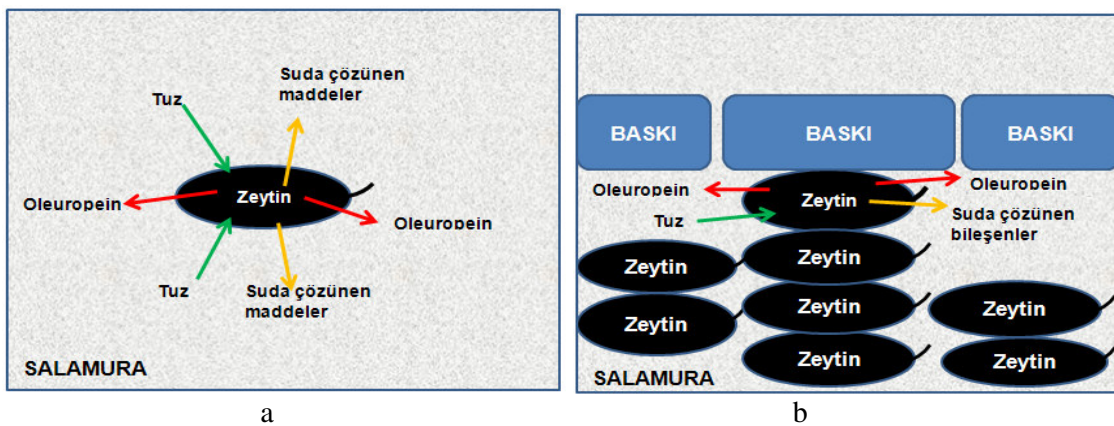 Suda çözünen
maddeler
Tuz
Zeytin
Oleuropein
Oleuropein
Tuz
Suda çözünen
maddeler
SALAMURA
a
BASKI
BASKI
BASKI
Oleuropein
Zeytin
Oleuropein
Tuz
Suda çözünen
bileşenler
Zeytin
Zeytin
Zeytin
Zeytin
Zeytin
Zeytin
Zeytin
SALAMURA
b